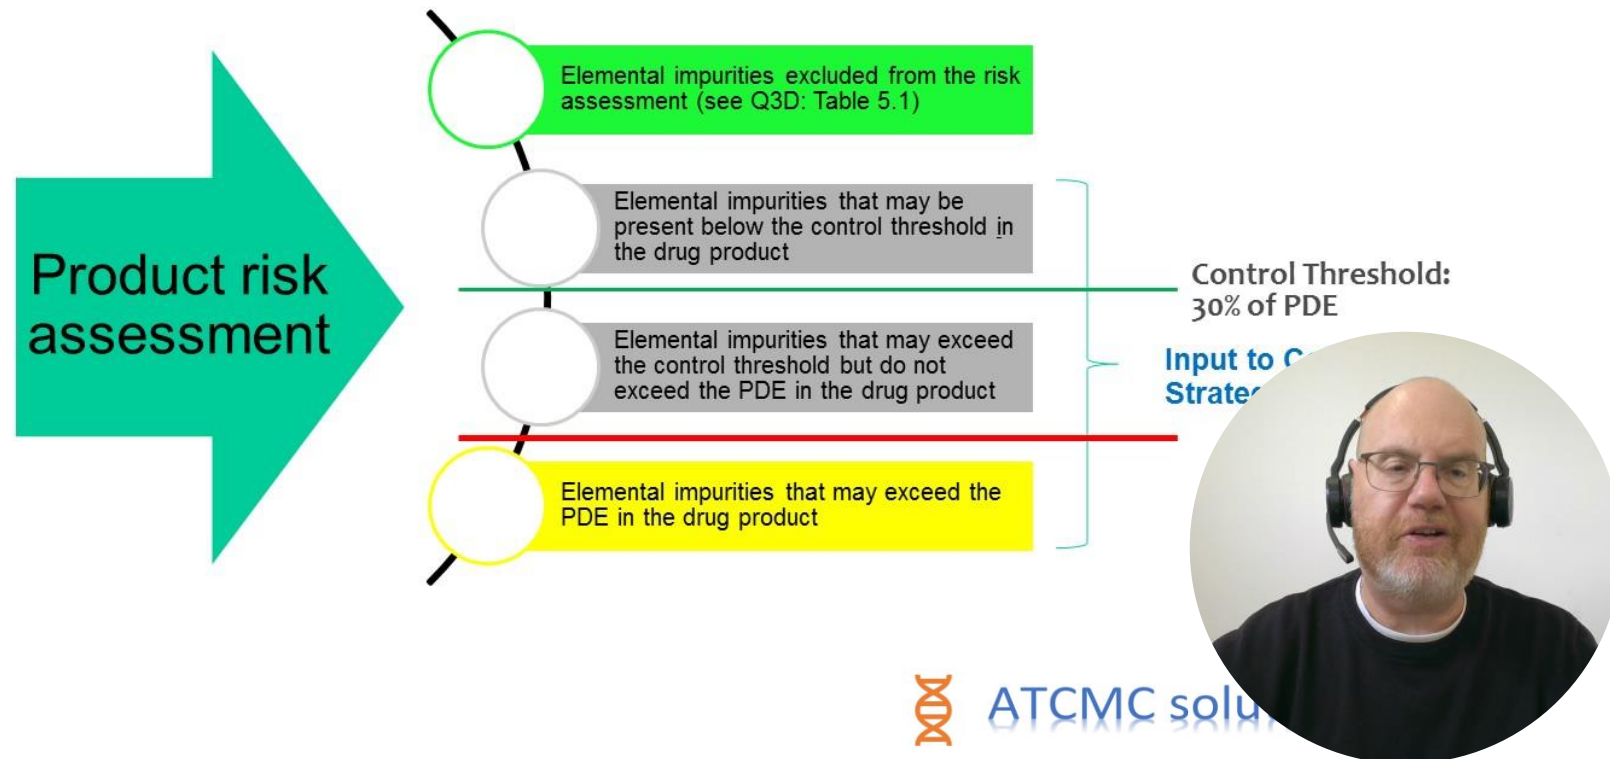 Elemental impurities excluded from the risk
assessment (see Q3D: Table 5.1)
Elemental impurities that may be
present below the control threshold in
the drug product
Product risk
assessment
Control Threshold:
30% of PDE
Elemental impurities that may exceed
the control threshold but do not
exceed the PDE in the drug product
Input to
Elemental impurities that may exceed the
PDE in the drug product
ATCMC